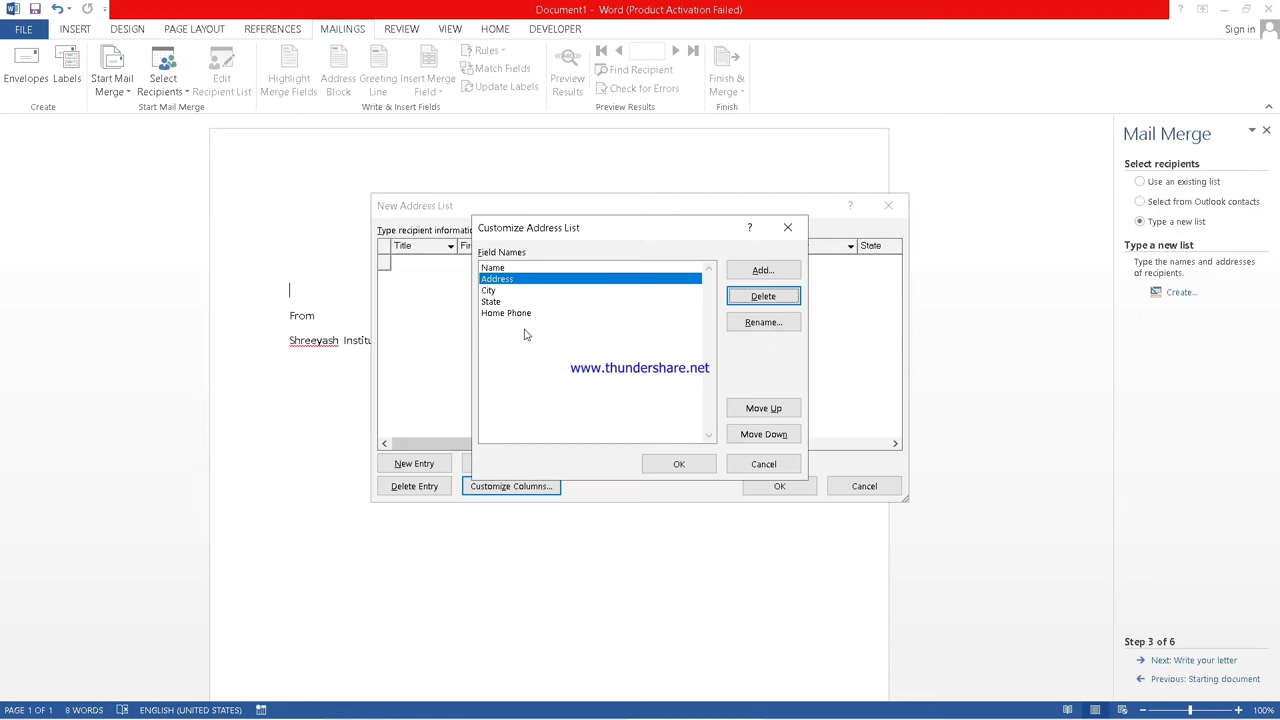 Document1 - Word (Product Activation Failed)
FILE INSERT DESIGN PAGE LAYOUT REFERENCES MAILINGS REVIEW VIEW HOME DEVELOPER Sign in
Envelopes Labels Start Mail Merge Select Recipients Edit Recipient List Highlight Merge Fields Address Block Greeting Line Insert Merge Field Rules Match Fields Update Labels Preview Results Find Recipient Check for Errors Finish & Merge
Create Start Mail Merge Write & Insert Fields Preview Results Finish
Mail Merge
Select recipients
Use an existing list
Select from Outlook contacts
Type a new list
Type a new list
Type the names and addresses
of recipients.
Create...
Step 3 of 6
Next: Write your letter
Previous: Starting document
From
Shreeyash Institu
New Address List ?
Type recipient informati
Title Fir State
New Entry
Delete Entry Customize Columns... OK Cancel
Customize Address List ?
Field Names
Name
Address
City
State
Home Phone
Add...
Delete
Rename...
Move Up
Move Down
OK Cancel
www.thundershare.net
PAGE 1 OF 1 8 WORDS ENGLISH (UNITED STATES) 100%